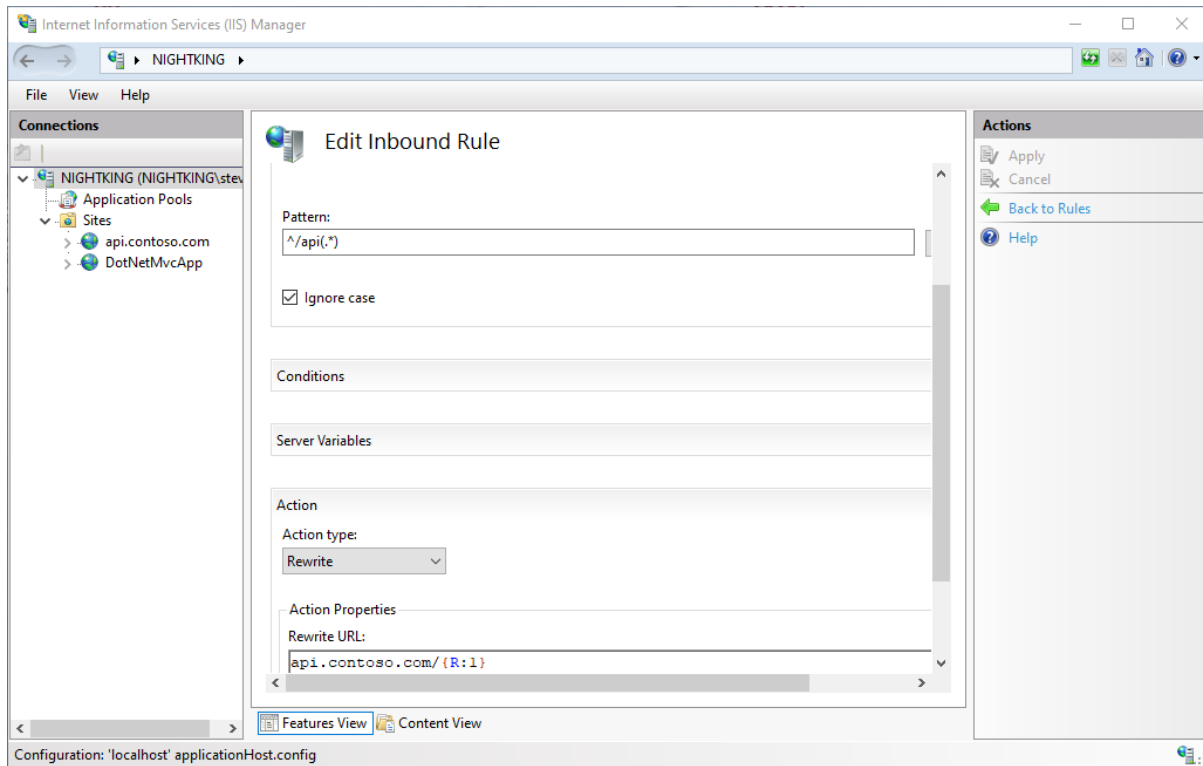 Internet Information Services (IIS) Manager
NIGHTKING
File View Help
Connections
NIGHTKING (NIGHTKING\stev
Application Pools
Sites
api.contoso.com
DotNetMvcApp
Edit Inbound Rule
Pattern:
^/api(.*)
Ignore case
Conditions
Server Variables
Action
Action type:
Rewrite
Action Properties
Rewrite URL:
api.contoso.com/{R:1}
Features View Content View
Actions
Apply
Cancel
Back to Rules
Help
Configuration: 'localhost' applicationHost.config